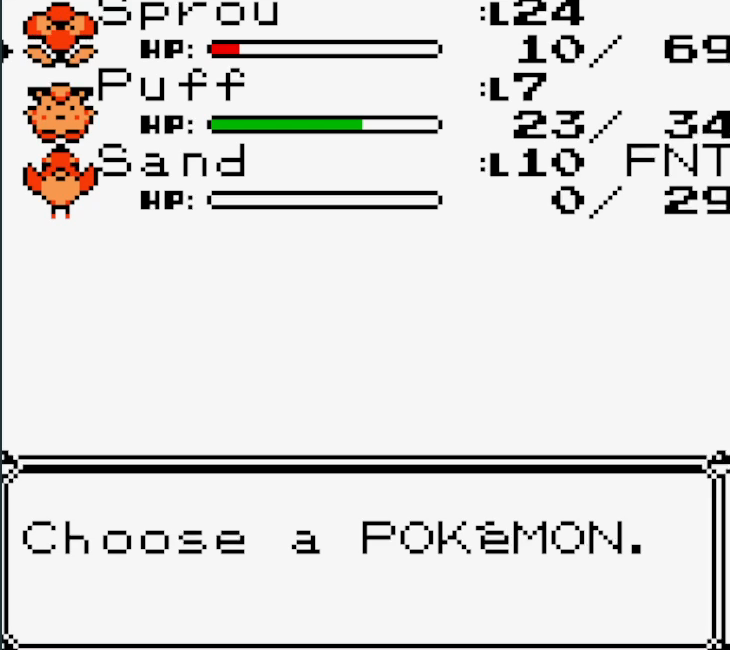 Sprou :L24
HP: 10/ 69
Puff :L7
HP: 23/ 34
Sand :L10 FNT
HP: 0/ 29
Choose a POKéMON.